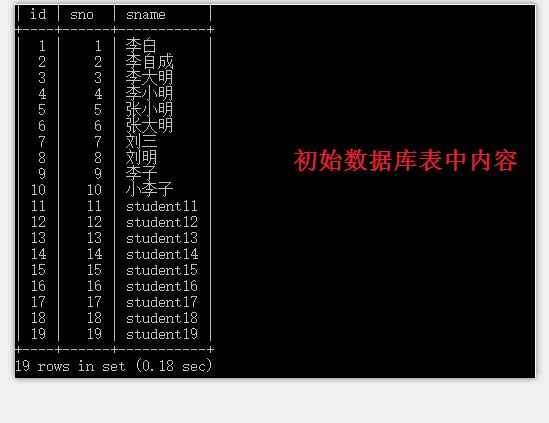 | id | sno | sname |
+----+------+-----------+
| 1 | 1 | 李白 |
| 2 | 2 | 李自成 |
| 3 | 3 | 李大明 |
| 4 | 4 | 李小明 |
| 5 | 5 | 张小明 |
| 6 | 6 | 张大明 |
| 7 | 7 | 刘三 |
| 8 | 8 | 刘明 |
| 9 | 9 | 李子 |
| 10 | 10 | 小李子 |
| 11 | 11 | student11 |
| 12 | 12 | student12 |
| 13 | 13 | student13 |
| 14 | 14 | student14 |
| 15 | 15 | student15 |
| 16 | 16 | student16 |
| 17 | 17 | student17 |
| 18 | 18 | student18 |
| 19 | 19 | student19 |
+----+------+-----------+
19 rows in set (0.18 sec)
初始数据库表中内容